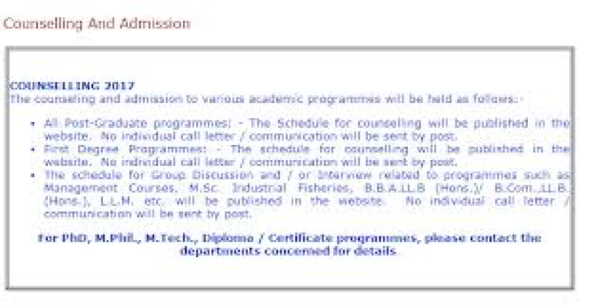 Counselling And Admission
COUNSELLING 2017
The counseling and admission to various academic programmes will be held as follows:-
• All Post-Graduate programmes: - The Schedule for counselling will be published in the
website. No individual call letter / communication will be sent by post.
• First Degree Programmes: - The schedule for counselling will be published in the
website. No individual call letter / communication will be sent by post.
• The schedule for Group Discussion and / or Interview related to programmes such as
Management Courses, M.Sc. Industrial Fisheries, B.B.A.LL.B (Hons.)/ B.Com.,LL.B.
(Hons.), L.L.M. etc. will be published in the website. No individual call letter /
communication will be sent by post.
For PhD, M.Phil., M.Tech., Diploma / Certificate programmes, please contact the
departments concerned for details